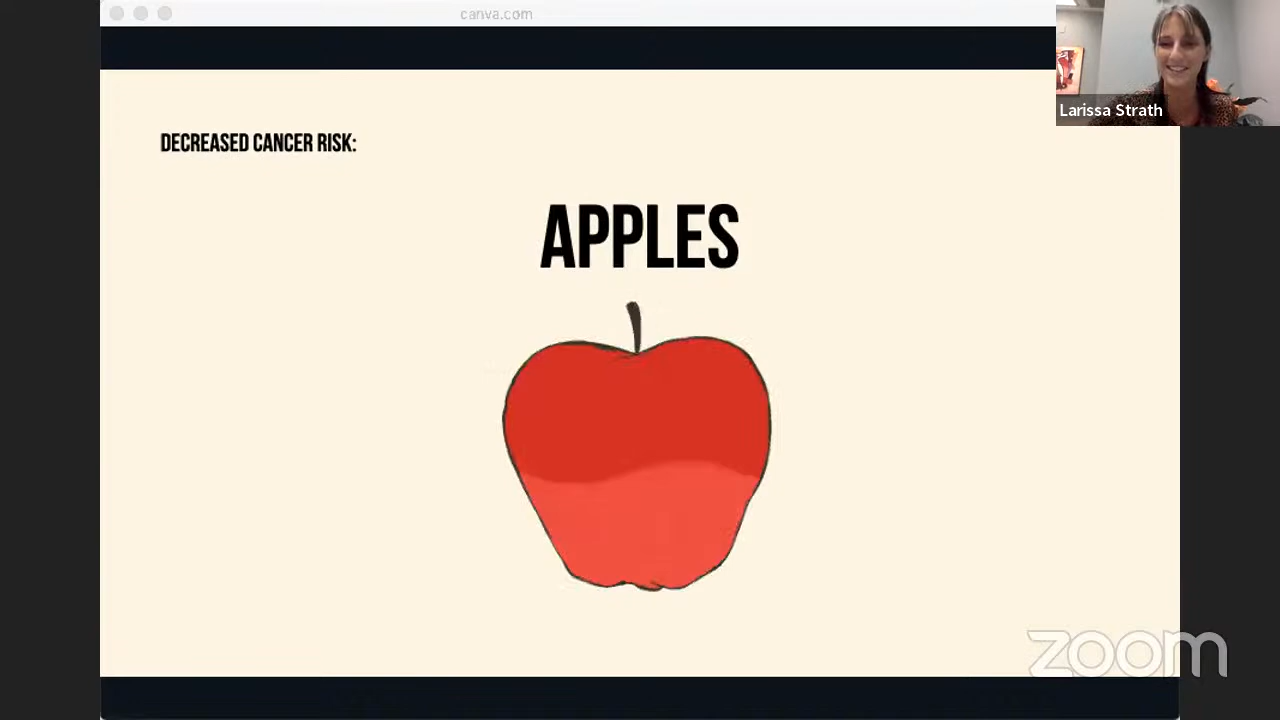 canva.com
Larissa Strath
DECREASED CANCER RISK:
APPLES
zoom